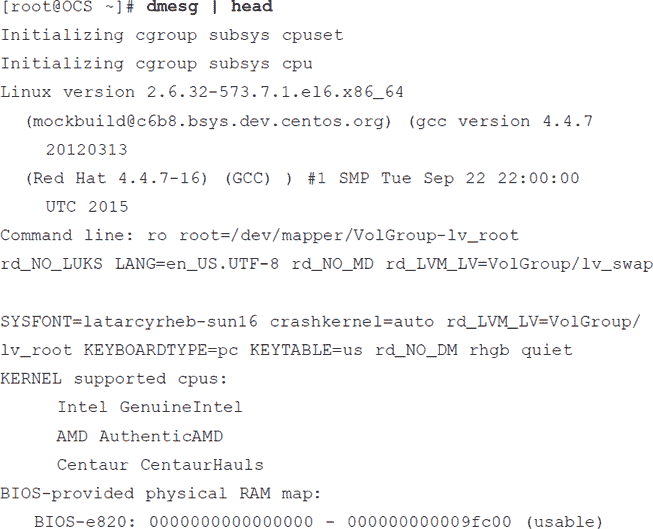 [root@OCS ~]# dmesg | head
Initializing cgroup subsys cpuset
Initializing cgroup subsys cpu
Linux version 2.6.32-573.7.1.el6.x86_64
(mockbuild@c6b8.bsys.dev.centos.org) (gcc version 4.4.7
20120313
(Red Hat 4.4.7-16) (GCC) ) #1 SMP Tue Sep 22 22:00:00
UTC 2015
Command line: ro root=/dev/mapper/VolGroup-lv_root
rd_NO_LUKS LANG=en_US.UTF-8 rd_NO_MD rd_LVM_LV=VolGroup/lv_swap
SYSFONT=latarcyrheb-sun16 crashkernel=auto rd_LVM_LV=VolGroup/
lv_root KEYBOARDTYPE=pc KEYTABLE=us rd_NO_DM rhgb quiet
KERNEL supported cpus:
Intel GenuineIntel
AMD AuthenticAMD
Centaur CentaurHauls
BIOS-provided physical RAM map:
BIOS-e820: 0000000000000000 - 000000000009fc00 (usable)